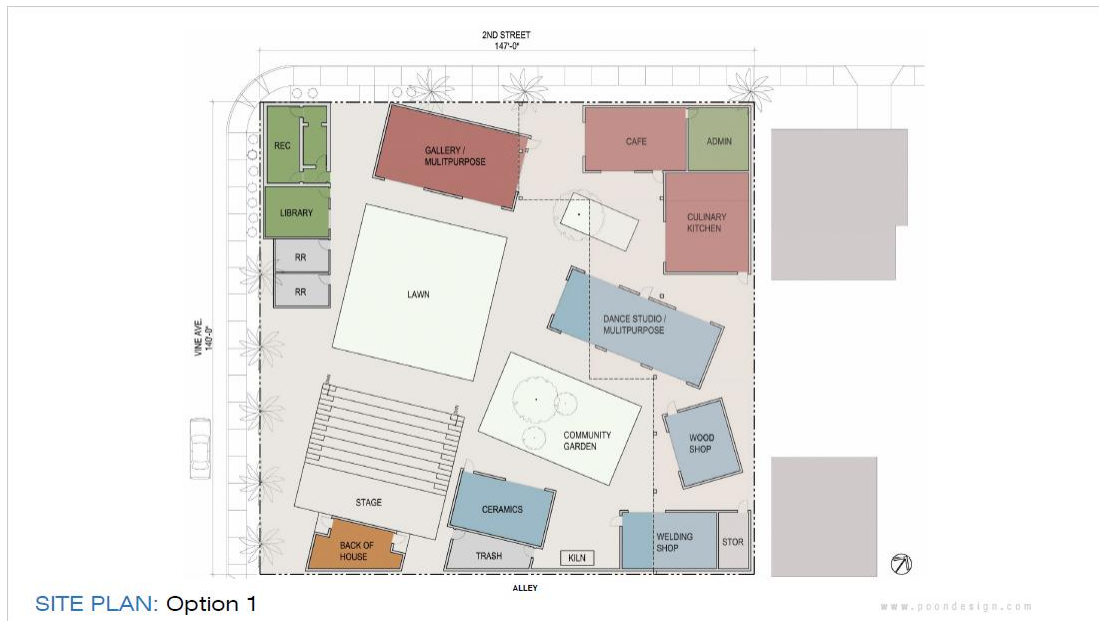 2ND STREET
147'-0"
REC
GALLERY /
MULITPURPOSE
CAFE
ADMIN
LIBRARY
CULINARY
KITCHEN
RR
RR
LAWN
DANCE STUDIO /
MULITPURPOSE
VINE AVE.
140'-0"
WOOD
SHOP
COMMUNITY
GARDEN
STAGE
CERAMICS
BACK OF
HOUSE
TRASH
KILN
WELDING
SHOP
STOR
ALLEY
SITE PLAN: Option 1
www.poondesign.com